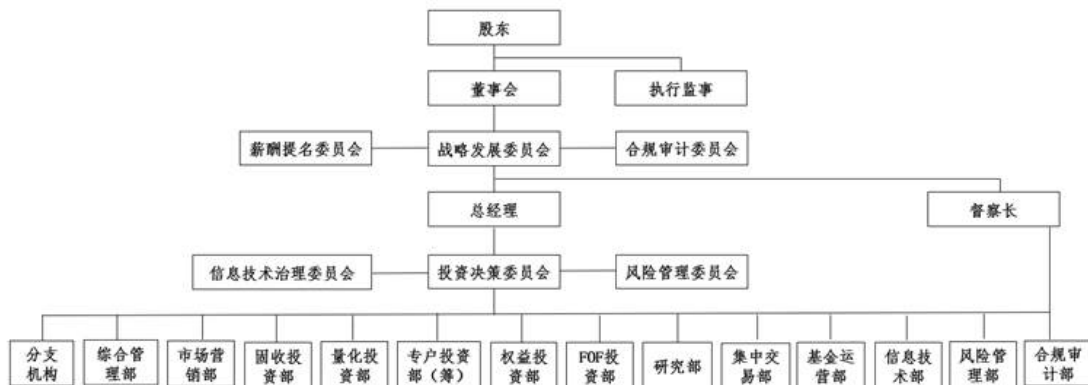 股东
董事会
执行监事
薪酬提名委员会
战略发展委员会
合规审计委员会
总经理
督察长
信息技术治理委员会
投资决策委员会
风险管理委员会
分支
机构
综合管
理部
市场营
销部
固收投
资部
量化投
资部
专户投资
部（筹）
权益投
资部
FOF投
资部
研究部
集中交
易部
基金运
营部
信息技
术部
风险管
理部
合规审
计部